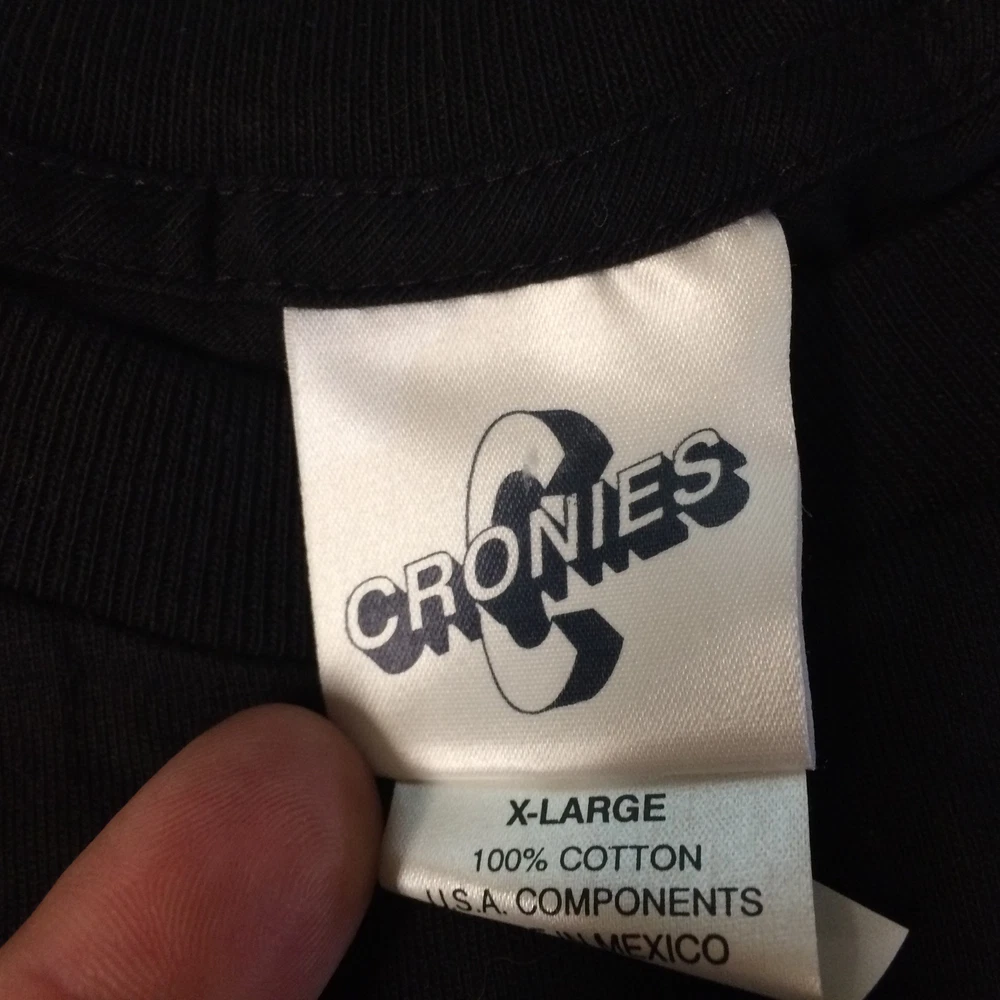 C
CRONIES
X-LARGE
100% COTTON
U.S.A. COMPONENTS
IN MEXICO